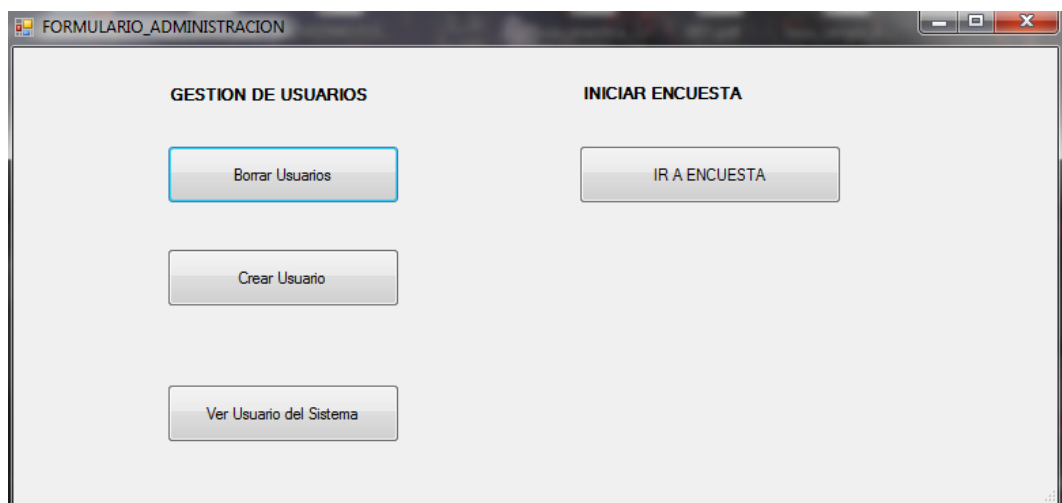 FORMULARIO_ADMINISTRACION
GESTION DE USUARIOS
INICIAR ENCUESTA
Borrar Usuarios
IR A ENCUESTA
Crear Usuario
Ver Usuario del Sistema